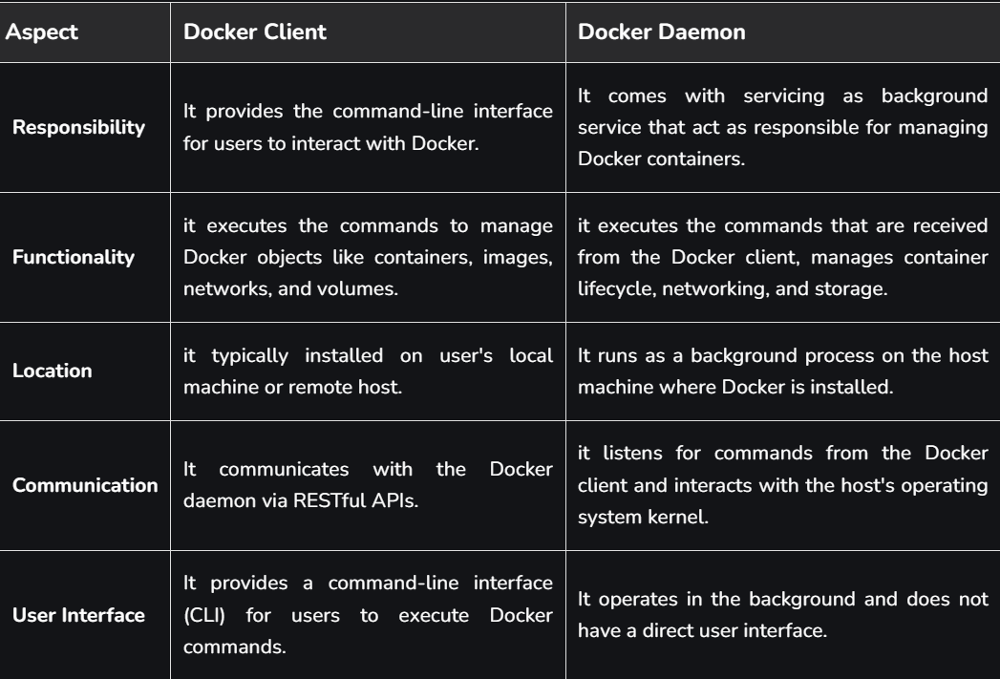 Aspect
Docker Client
Docker Daemon
Responsibility
It provides the command-line interface
for users to interact with Docker.
It comes with servicing as background
service that act as responsible for managing
Docker containers.
Functionality
it executes the commands to manage
Docker objects like containers, images,
networks, and volumes.
it executes the commands that are received
from the Docker client, manages container
lifecycle, networking, and storage.
Location
it typically installed on user's local
machine or remote host.
It runs as a background process on the host
machine where Docker is installed.
Communication
It communicates with the Docker
daemon via RESTful APIs.
it listens for commands from the Docker
client and interacts with the host's operating
system kernel.
User Interface
It provides a command-line interface
(CLI) for users to execute Docker
commands.
It operates in the background and does not
have a direct user interface.